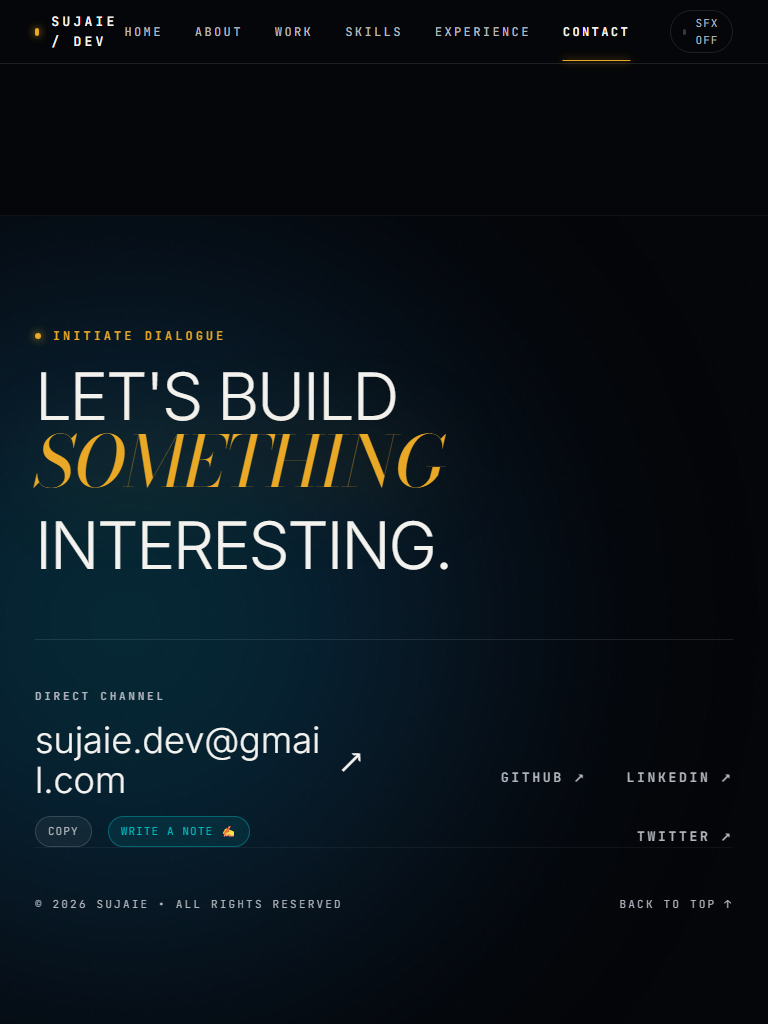 SUJAIE
/ DEV
HOME ABOUT WORK SKILLS EXPERIENCE CONTACT
SFX
OFF
INITIATE DIALOGUE
LET'S BUILD
SOMETHING
INTERESTING.
DIRECT CHANNEL
sujaie.dev@gmai
l.com ↗
GITHUB ↗ LINKEDIN ↗
COPY WRITE A NOTE ✍️
TWITTER ↗
© 2026 SUJAIE • ALL RIGHTS RESERVED
BACK TO TOP ↑